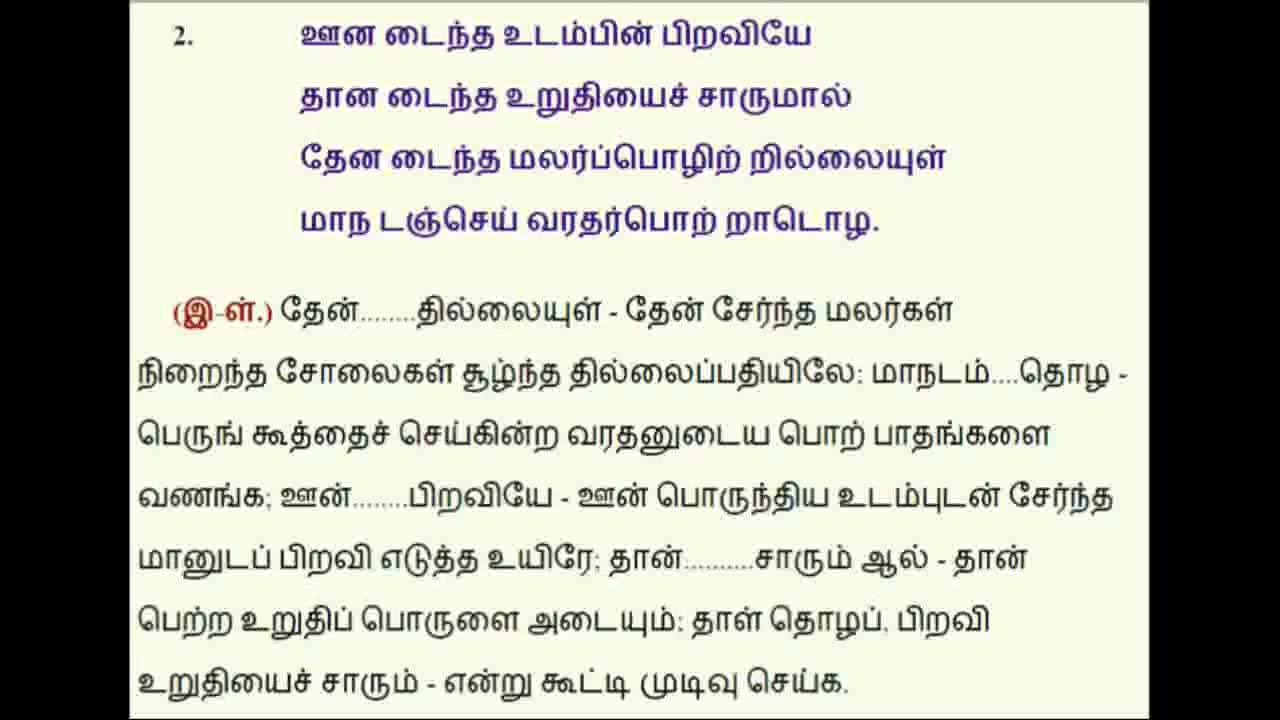 2. ஊன டைந்த உடம்பின் பிறவியே
தான டைந்த உறுதியைச் சாருமால்
தேன டைந்த மலர்ப்பொழிற் றில்லையுள்
மாந டஞ்செய் வரதர்பொற் றாடொழ.
(இ-ள்.) தேன்........தில்லையுள் - தேன் சேர்ந்த மலர்கள்
நிறைந்த சோலைகள் சூழ்ந்த தில்லைப்பதியிலே; மாநடம்....தொழ -
பெருங் கூத்தைச் செய்கின்ற வரதனுடைய பொற் பாதங்களை
வணங்க; ஊன்........பிறவியே - ஊன் பொருந்திய உடம்புடன் சேர்ந்த
மானுடப் பிறவி எடுத்த உயிரே; தான்..........சாரும் ஆல் - தான்
பெற்ற உறுதிப் பொருளை அடையும்; தாள் தொழப், பிறவி
உறுதியைச் சாரும் - என்று கூட்டி முடிவு செய்க.